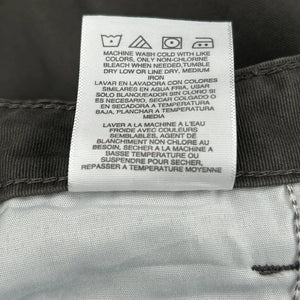 MACHINE WASH COLD WITH LIKE
COLORS, ONLY NON-CHLORINE
BLEACH WHEN NEEDED,TUMBLE
DRY LOW OR LINE DRY. MEDIUM
IRON
LAVAR EN LAVADORA CON COLORES
SIMILARES EN AGUA FRIA, USAR
SOLO BLANQUEADOR SIN CLORO SI
ES NECESARIO, SECAR COLGADO O
EN SECADORA A TEMPERATURA
BAJA, PLANCHAR A TEMPERATURA
MEDIA
LAVER A LA MACHINE A L'EAU
FROIDE AVEC COULEURS
SEMBLABLES, AGENT DE
BLANCHIMENT NON CHLORE AU
BESOIN, SECHER A LA MACHINE A
BASSE TEMPERATURE OU
SUSPENDRE POUR SECHER,
REPASSER A TEMPERATURE MOYENNE